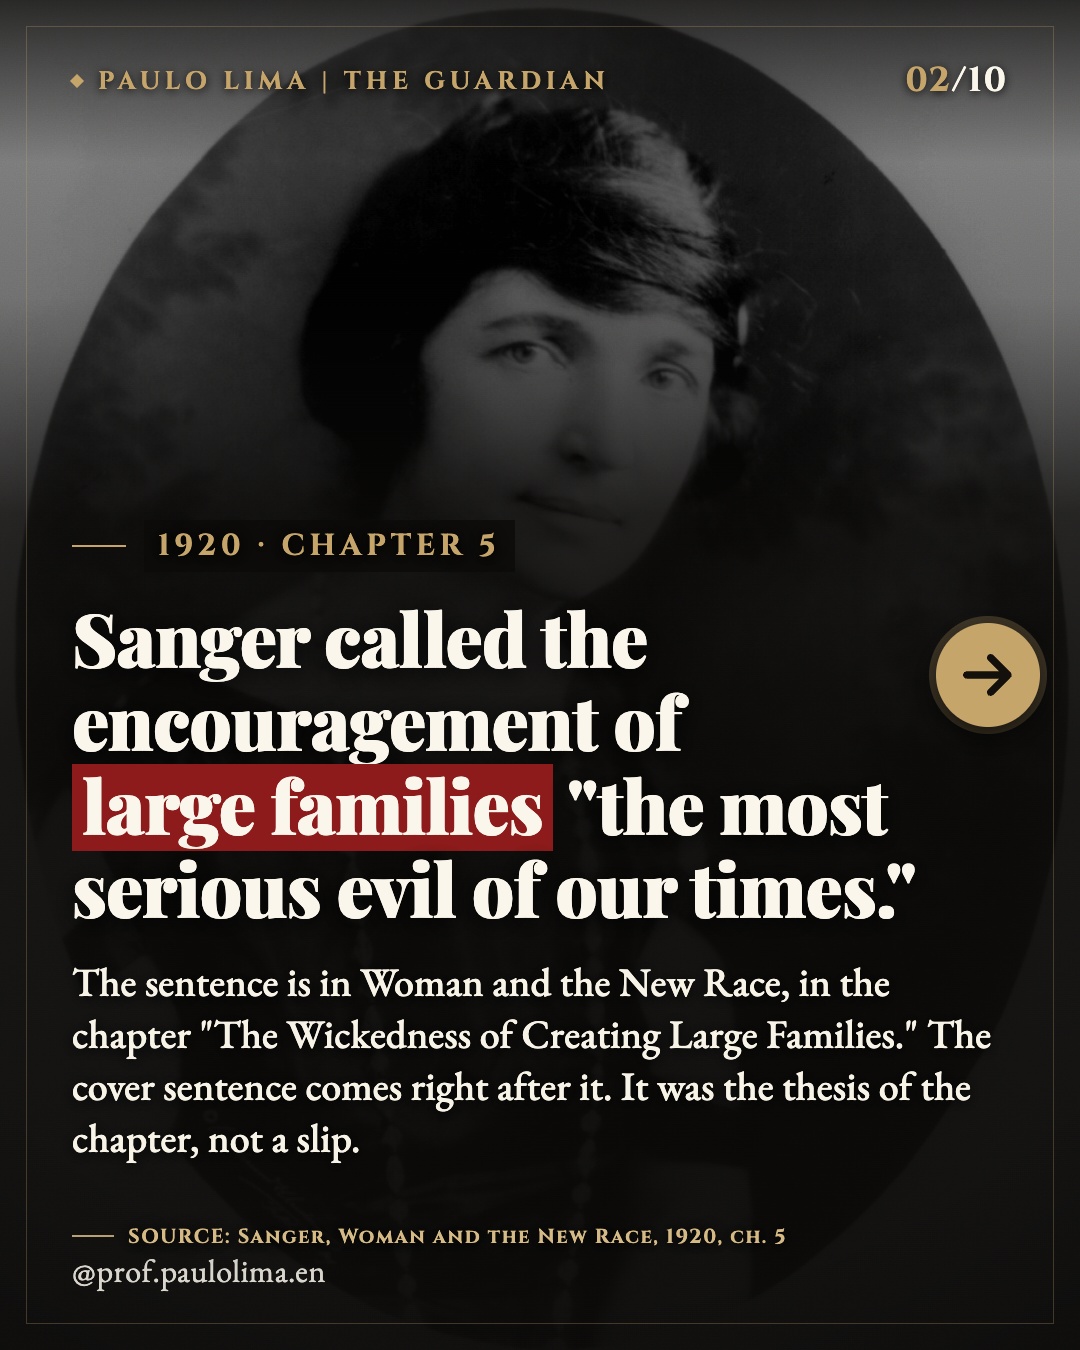 ◆ PAULO LIMA | THE GUARDIAN
02/10
1920 · CHAPTER 5
Sanger called the
encouragement of
large families "the most
serious evil of our times."
The sentence is in Woman and the New Race, in the
chapter "The Wickedness of Creating Large Families." The
cover sentence comes right after it. It was the thesis of the
chapter, not a slip.
SOURCE: Sanger, Woman and the New Race, 1920, ch. 5
@prof.paulolima.en